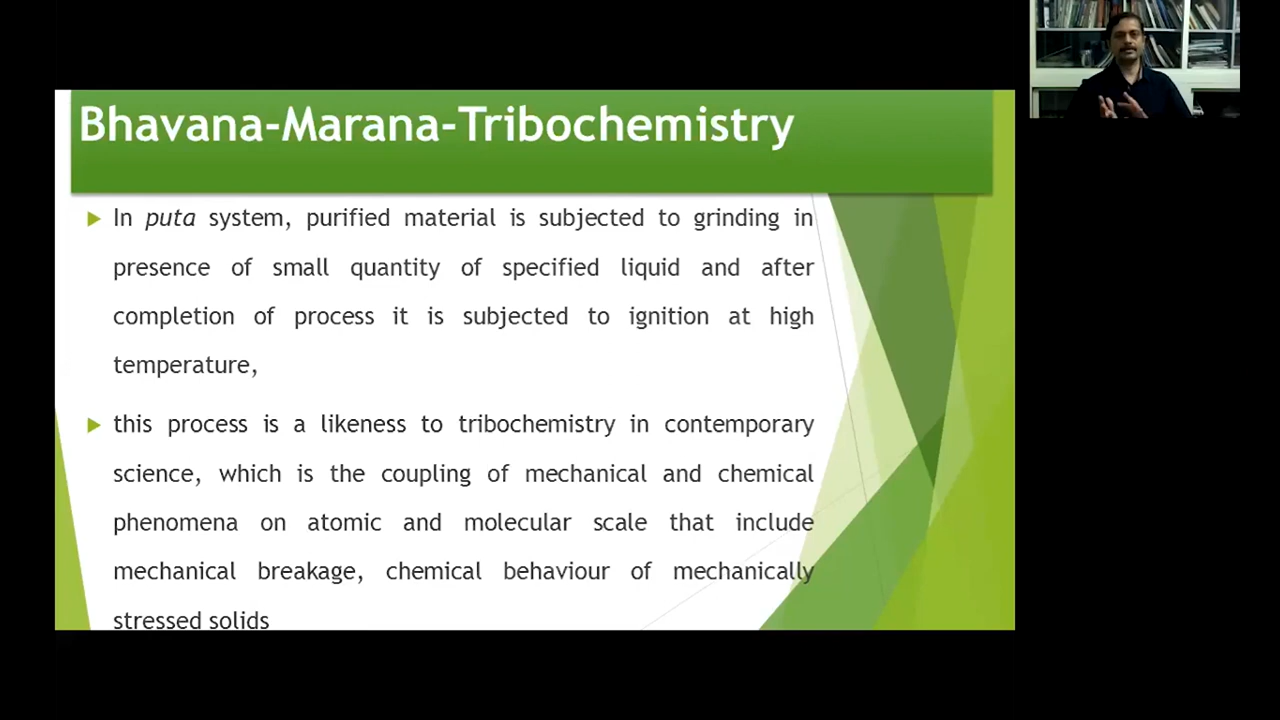 Bhavana-Marana-Tribochemistry
In puta system, purified material is subjected to grinding in
presence of small quantity of specified liquid and after
completion of process it is subjected to ignition at high
temperature,
this process is a likeness to tribochemistry in contemporary
science, which is the coupling of mechanical and chemical
phenomena on atomic and molecular scale that include
mechanical breakage, chemical behaviour of mechanically
stressed solids